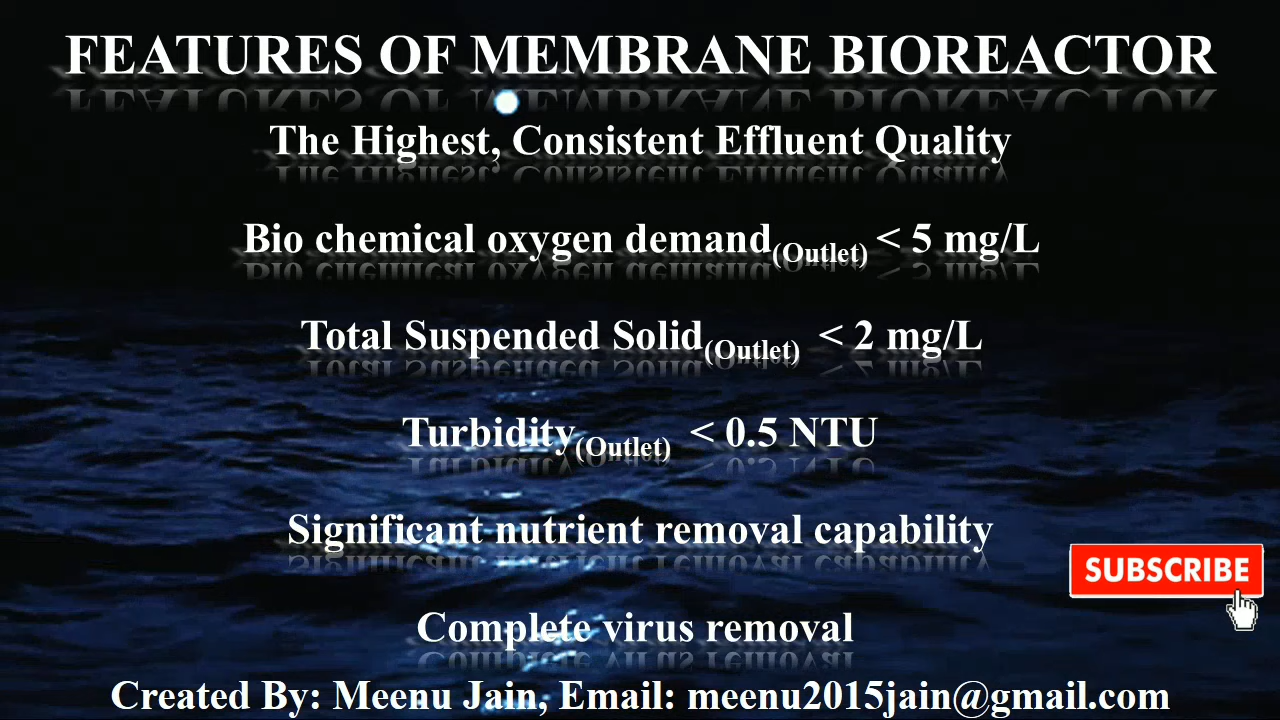 FEATURES OF MEMBRANE BIOREACTOR
The Highest, Consistent Effluent Quality
Bio chemical oxygen demand(Outlet) < 5 mg/L
Total Suspended Solid(Outlet) < 2 mg/L
Turbidity(Outlet) < 0.5 NTU
Significant nutrient removal capability
SUBSCRIBE
Complete virus removal
Created By: Meenu Jain, Email: meenu2015jain@gmail.com